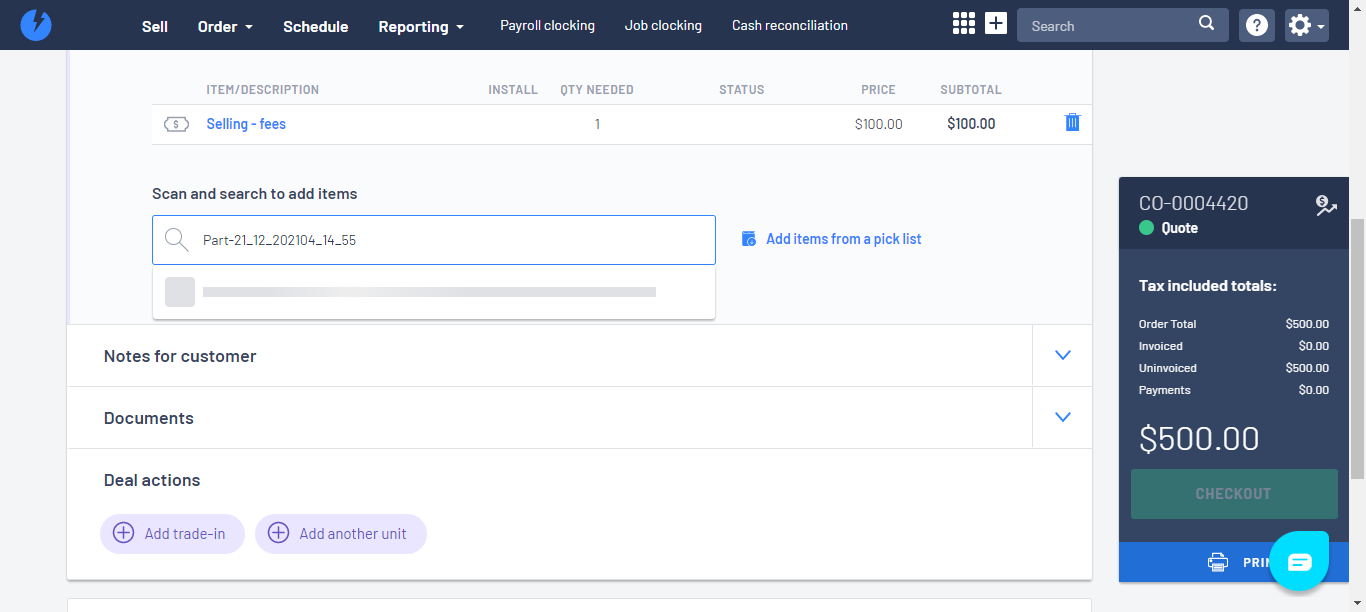 Sell Order Schedule Reporting Payroll clocking Job clocking Cash reconciliation Search
ITEM/DESCRIPTION INSTALL QTY NEEDED STATUS PRICE SUBTOTAL
Selling - fees 1 $100.00 $100.00
Scan and search to add items
Part-21_12_202104_14_55
Add items from a pick list
Notes for customer
Documents
Deal actions
Add trade-in Add another unit
CO-0004420
Quote
Tax included totals:
Order Total $500.00
Invoiced $0.00
Uninvoiced $500.00
Payments $0.00
$500.00
CHECKOUT